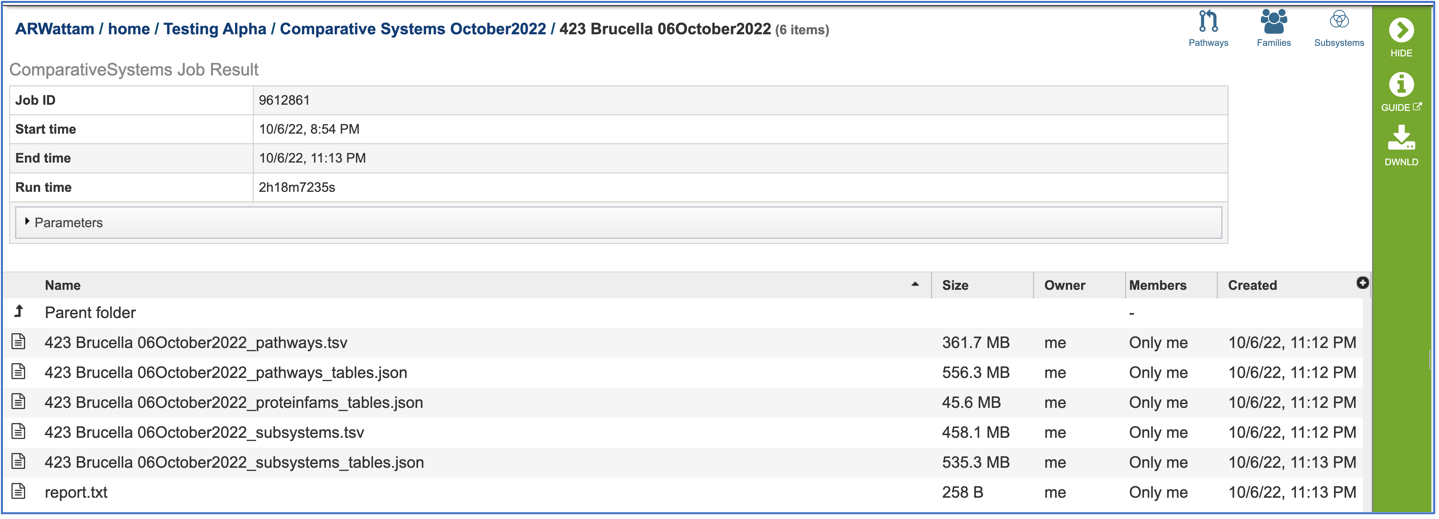 ARWattam / home / Testing Alpha / Comparative Systems October2022 / 423 Brucella 06October2022 (6 items)
Pathways Families Subsystems
HIDE
GUIDE
DWNLD
ComparativeSystems Job Result
Job ID 9612861
Start time 10/6/22, 8:54 PM
End time 10/6/22, 11:13 PM
Run time 2h18m7235s
Parameters
Name Size Owner Members Created
Parent folder -
423 Brucella 06October2022_pathways.tsv 361.7 MB me Only me 10/6/22, 11:12 PM
423 Brucella 06October2022_pathways_tables.json 556.3 MB me Only me 10/6/22, 11:12 PM
423 Brucella 06October2022_proteinfams_tables.json 45.6 MB me Only me 10/6/22, 11:12 PM
423 Brucella 06October2022_subsystems.tsv 458.1 MB me Only me 10/6/22, 11:12 PM
423 Brucella 06October2022_subsystems_tables.json 535.3 MB me Only me 10/6/22, 11:13 PM
report.txt 258 B me Only me 10/6/22, 11:13 PM